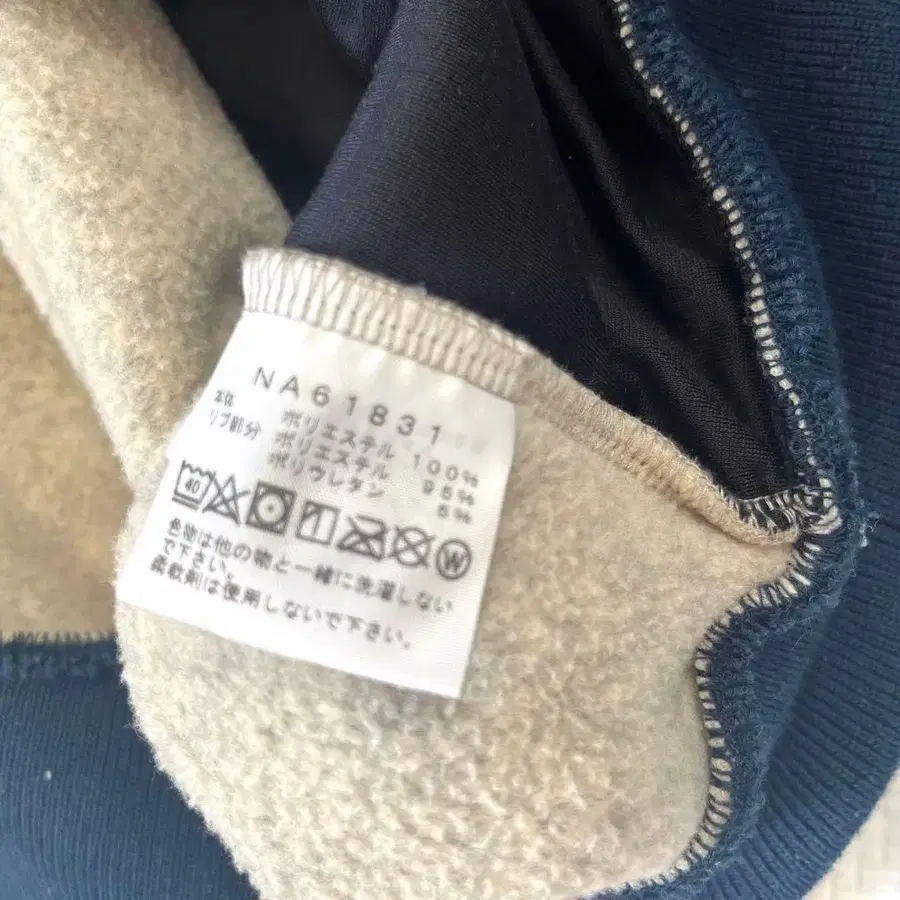 NA61831
本体 ポリエステル 100%
リブ部分 ポリエステル 95%
ポリウレタン 5%
40 W
色物は他の物と一緒に洗濯しない
で下さい。
柔軟剤は使用しないで下さい。